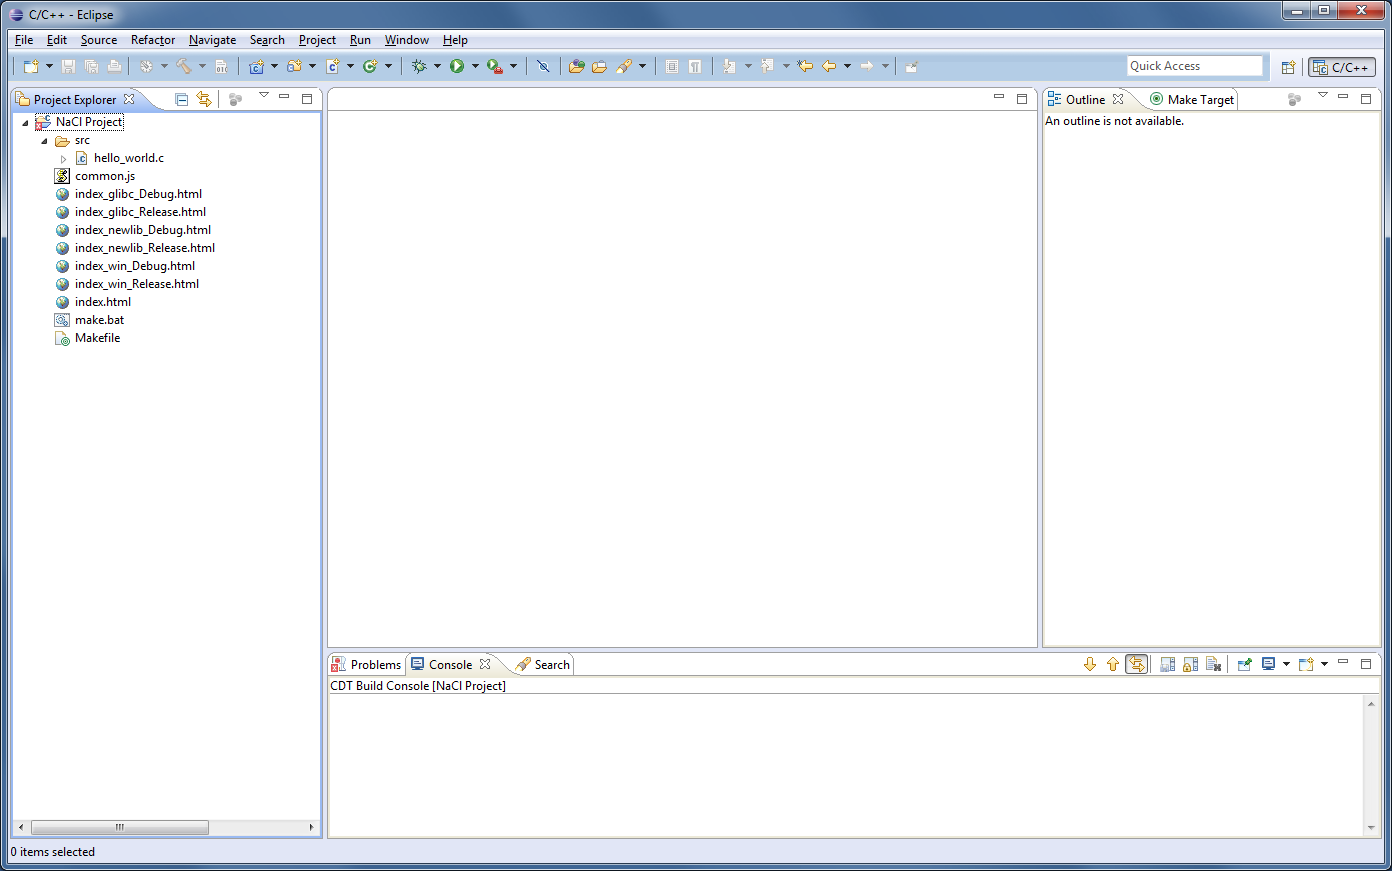 C/C++ - Eclipse
File Edit Source Refactor Navigate Search Project Run Window Help
010
Quick Access
C/C++
Project Explorer
NaCl Project
src
hello_world.c
common.js
index_glibc_Debug.html
index_glibc_Release.html
index_newlib_Debug.html
index_newlib_Release.html
index_win_Debug.html
index_win_Release.html
index.html
make.bat
Makefile
Outline Make Target
An outline is not available.
Problems Console Search
CDT Build Console [NaCl Project]
0 items selected